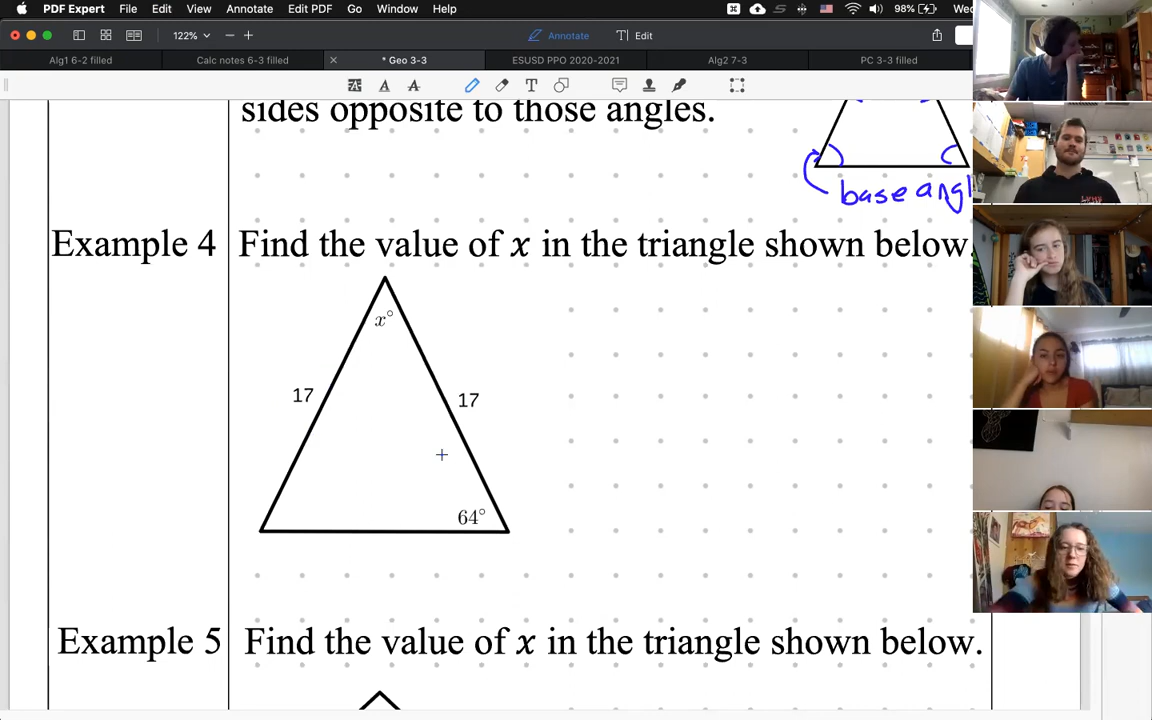 PDF Expert File Edit View Annotate Edit PDF Go Window Help 98% Wed
122% Annotate Edit
Alg1 6-2 filled Calc notes 6-3 filled * Geo 3-3 ESUSD PPO 2020-2021 Alg2 7-3 PC 3-3 filled
sides opposite to those angles.
base angl
Example 4 Find the value of x in the triangle shown below.
x°
17 17
64°
Example 5 Find the value of x in the triangle shown below.